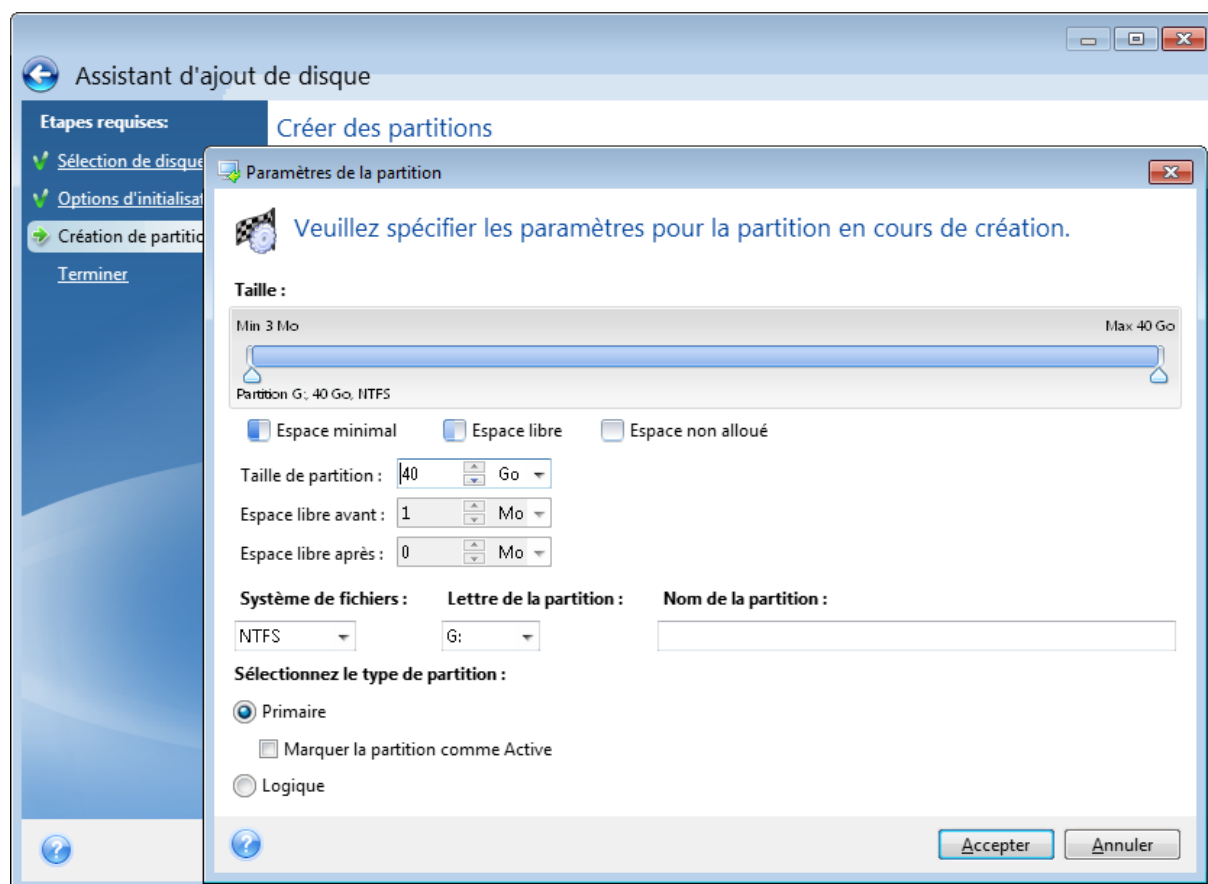 Assistant d'ajout de disque
Etapes requises:
Sélection de disque
Options d'initialisat
Création de partitic
Terminer
Créer des partitions
Paramètres de la partition
Veuillez spécifier les paramètres pour la partition en cours de création.
Taille :
Min 3 Mo Max 40 Go
Partition G:, 40 Go, NTFS
Espace minimal Espace libre Espace non alloué
Taille de partition : 40 Go
Espace libre avant : 1 Mo
Espace libre après : 0 Mo
Système de fichiers : Lettre de la partition : Nom de la partition :
NTFS G:
Sélectionnez le type de partition :
Primaire
Marquer la partition comme Active
Logique
Accepter Annuler